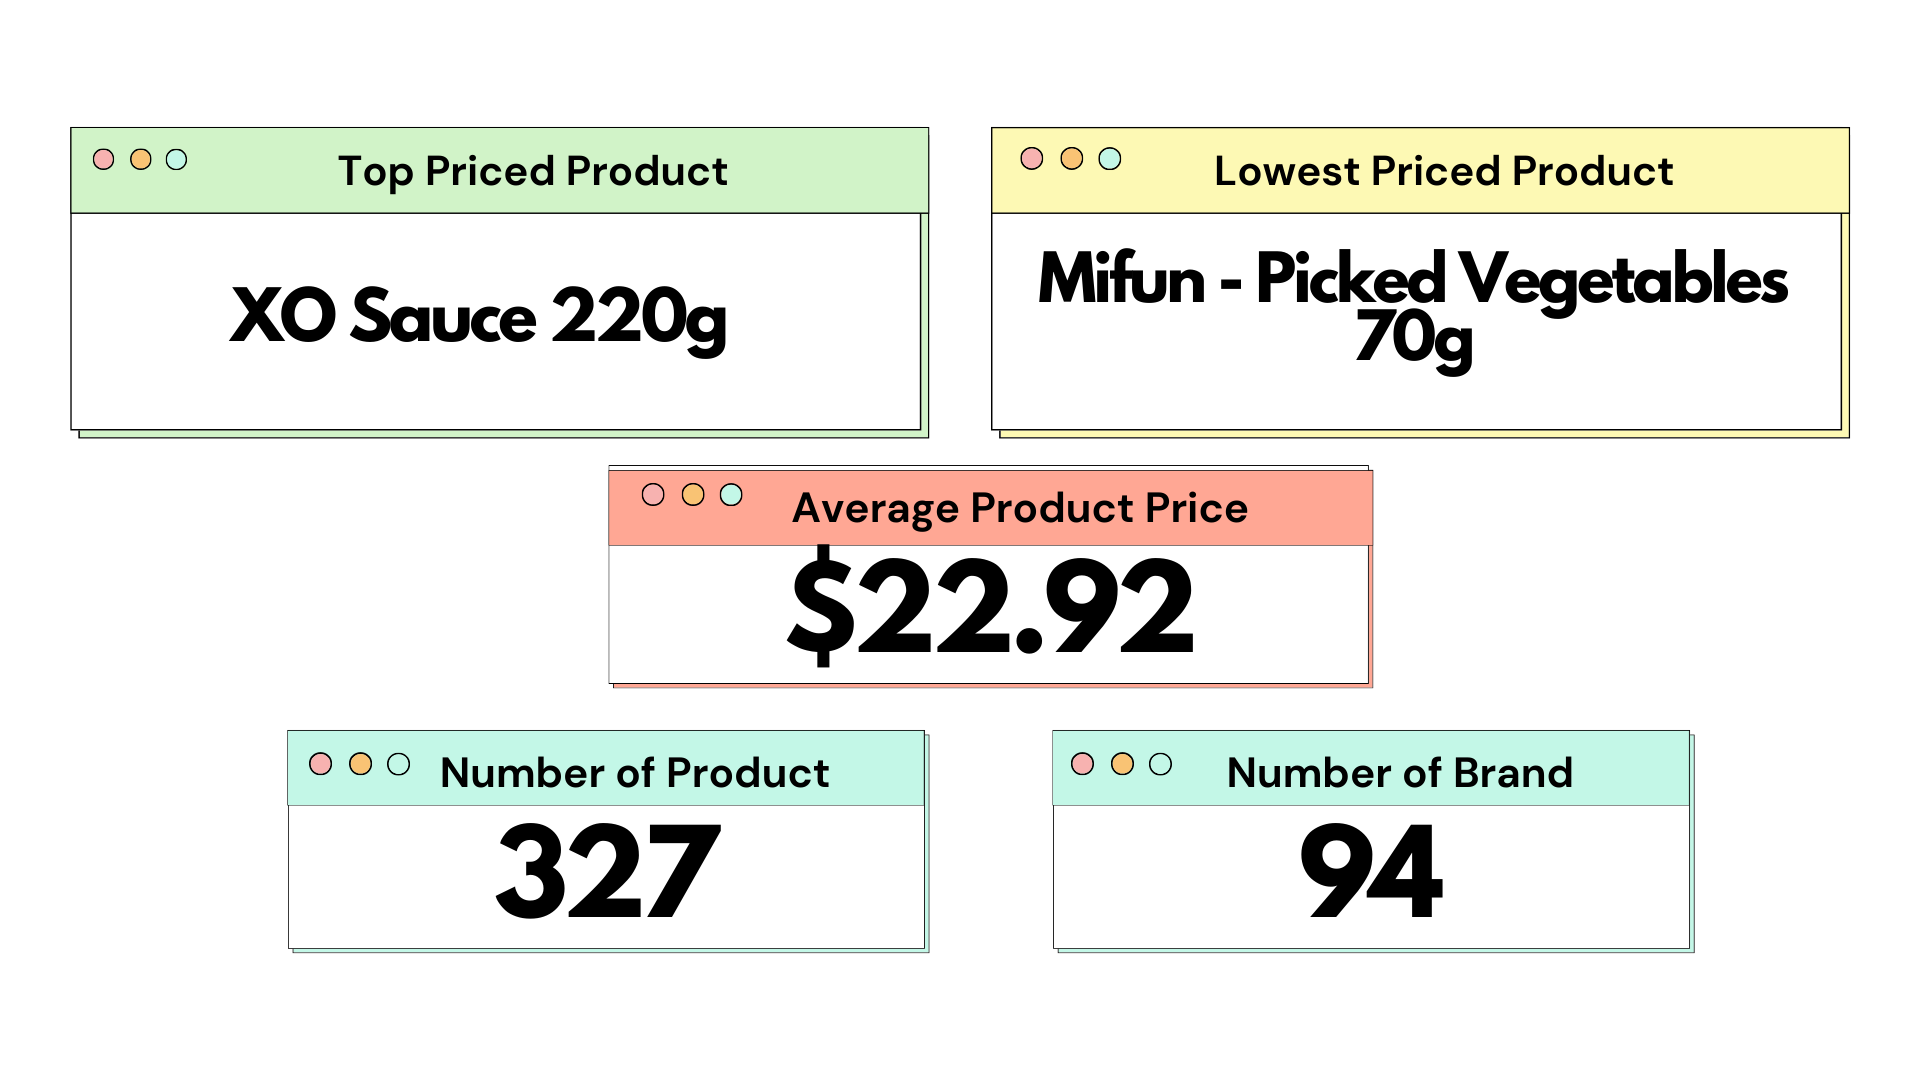 Top Priced Product
XO Sauce 220g
Lowest Priced Product
Mifun - Picked Vegetables
70g
Average Product Price
$22.92
Number of Product
327
Number of Brand
94